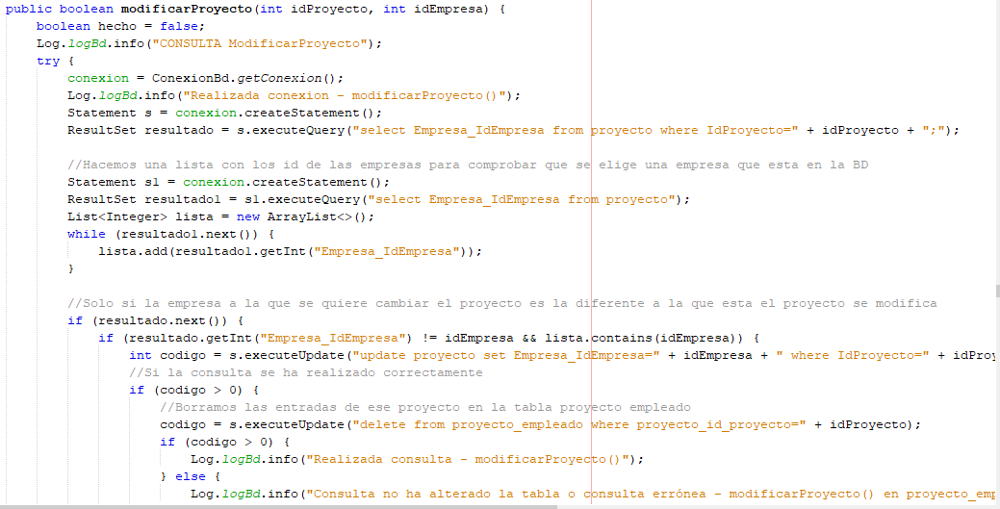 public boolean modificarProyecto(int idProyecto, int idEmpresa) {
boolean hecho = false;
Log.logBd.info("CONSULTA ModificarProyecto");
try {
conexion = ConexionBd.getConexion();
Log.logBd.info("Realizada conexion - modificarProyecto()");
Statement s = conexion.createStatement();
ResultSet resultado = s.executeQuery("select Empresa_IdEmpresa from proyecto where IdProyecto=" + idProyecto + ";");
//Hacemos una lista con los id de las empresas para comprobar que se elige una empresa que esta en la BD
Statement s1 = conexion.createStatement();
ResultSet resultado1 = s1.executeQuery("select Empresa_IdEmpresa from proyecto");
List<Integer> lista = new ArrayList<>();
while (resultado1.next()) {
lista.add(resultado1.getInt("Empresa_IdEmpresa"));
}
//Solo si la empresa a la que se quiere cambiar el proyecto es la diferente a la que esta el proyecto se modifica
if (resultado.next()) {
if (resultado.getInt("Empresa_IdEmpresa") != idEmpresa && lista.contains(idEmpresa)) {
int codigo = s.executeUpdate("update proyecto set Empresa_IdEmpresa=" + idEmpresa + " where IdProyecto=" + idProy
//Si la consulta se ha realizado correctamente
if (codigo > 0) {
//Borramos las entradas de ese proyecto en la tabla proyecto empleado
codigo = s.executeUpdate("delete from proyecto_empleado where proyecto_id_proyecto=" + idProyecto);
if (codigo > 0) {
Log.logBd.info("Realizada consulta - modificarProyecto()");
} else {
Log.logBd.info("Consulta no ha alterado la tabla o consulta errónea - modificarProyecto() en proyecto_emp